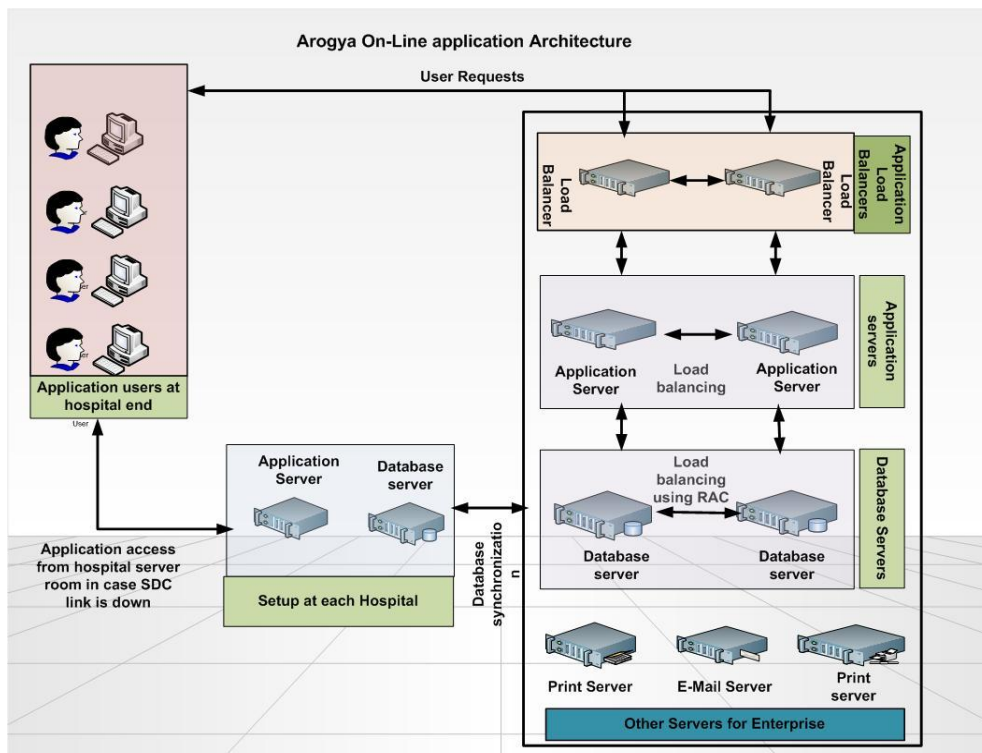 Arogya On-Line application Architecture
User Requests
Application users at
hospital end
User
Load
Balancer
Load
Balancer
Application
Load
Balancers
Application
Server
Load
balancing
Application
Server
Application
servers
Load
balancing
using RAC
Database
server
Database
server
Database Servers
Application
Server
Database
server
Setup at each Hospital
Database
synchronizatio
n
Application access
from hospital server
room in case SDC
link is down
Print Server
E-Mail Server
Print
server
Other Servers for Enterprise